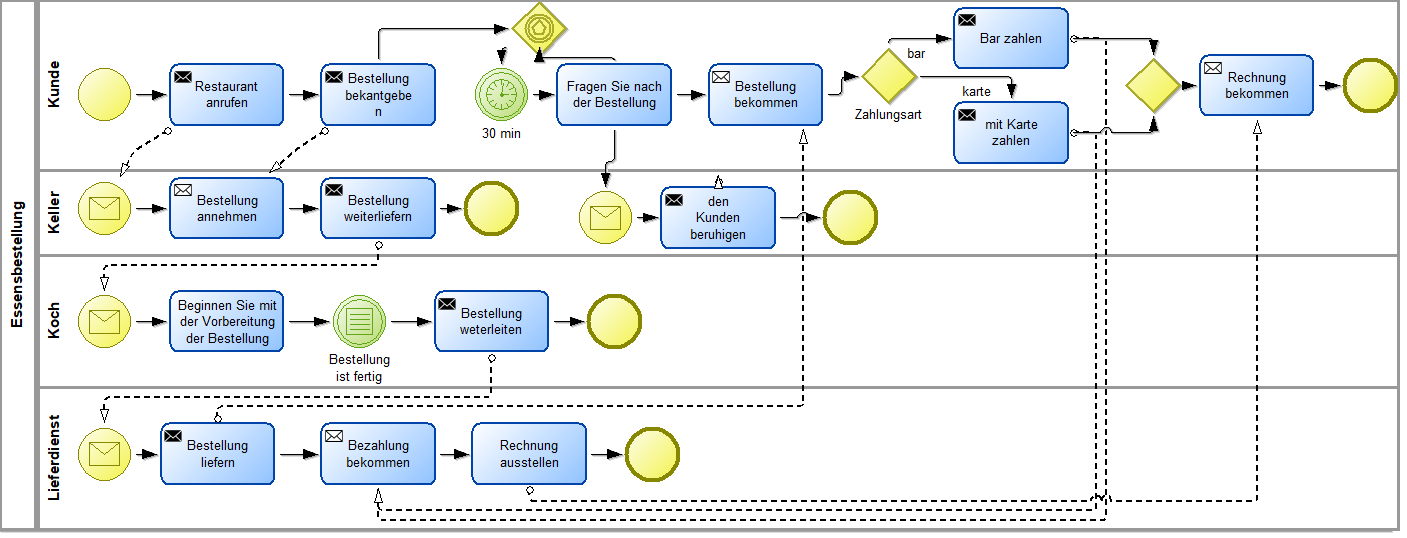 Essensbestellung
Kunde
Restaurant
anrufen
Bestellung
bekantgebe
n
30 min
Fragen Sie nach
der Bestellung
Bestellung
bekommen
Zahlungsart
bar
karte
Bar zahlen
mit Karte
zahlen
Rechnung
bekommen
Keller
Bestellung
annehmen
Bestellung
weiterliefern
den
Kunden
beruhigen
Koch
Beginnen Sie mit
der Vorbereitung
der Bestellung
Bestellung
ist fertig
Bestellung
weterleiten
Lieferdienst
Bestellung
liefern
Bezahlung
bekommen
Rechnung
ausstellen